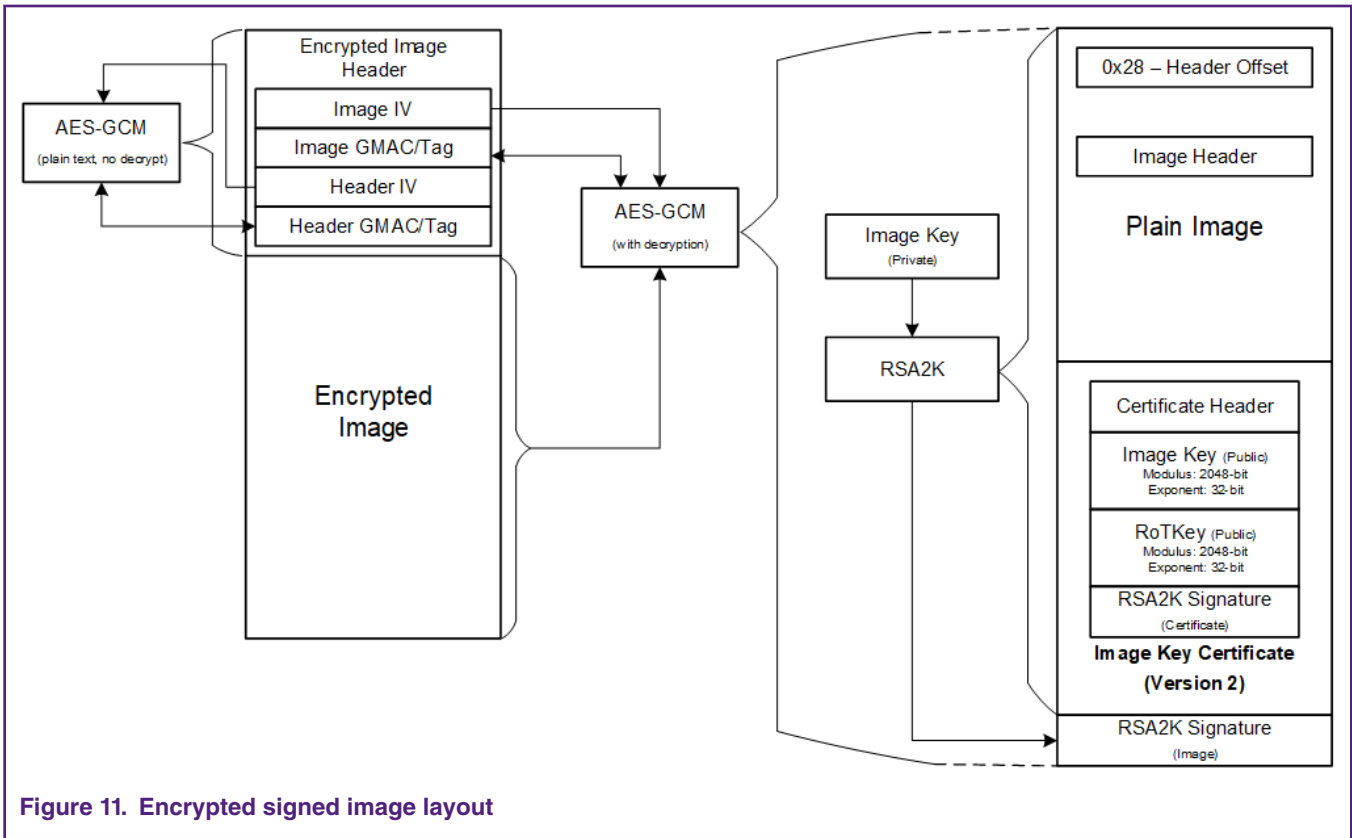 Encrypted Image
Header
Image IV
Image GMAC/Tag
Header IV
Header GMAC/Tag
AES-GCM
(plain text, no decrypt)
Encrypted
Image
AES-GCM
(with decryption)
Image Key
(Private)
RSA2K
0x28 – Header Offset
Image Header
Plain Image
Certificate Header
Image Key (Public)
Modulus: 2048-bit
Exponent: 32-bit
RoTKey (Public)
Modulus: 2048-bit
Exponent: 32-bit
RSA2K Signature
(Certificate)
Image Key Certificate
(Version 2)
RSA2K Signature
(Image)
Figure 11. Encrypted signed image layout